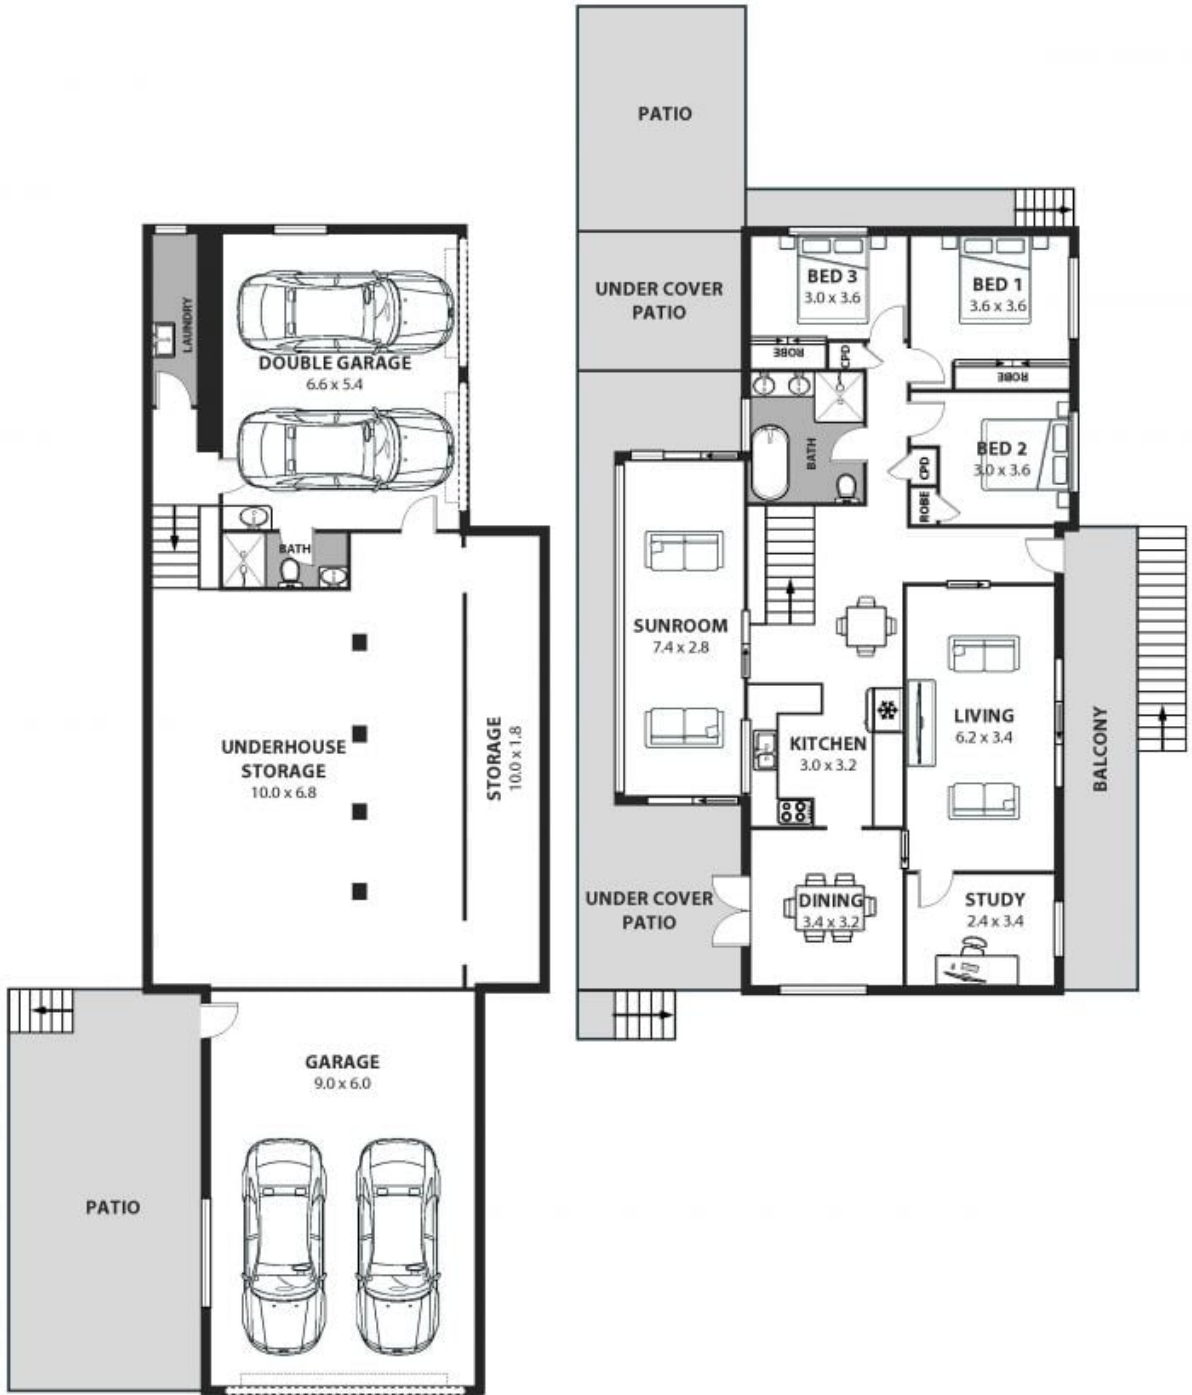 LAUNDRY
DOUBLE GARAGE
6.6 x 5.4
BATH
UNDERHOUSE
STORAGE
10.0 x 6.8
STORAGE
10.0 x 1.8
GARAGE
9.0 x 6.0
PATIO
PATIO
UNDER COVER
PATIO
BED 3
3.0 x 3.6
BED 1
3.6 x 3.6
ROBE
CPD
ROBE
BATH
BED 2
3.0 x 3.6
CPD
ROBE
SUNROOM
7.4 x 2.8
KITCHEN
3.0 x 3.2
LIVING
6.2 x 3.4
BALCONY
UNDER COVER
PATIO
DINING
3.4 x 3.2
STUDY
2.4 x 3.4